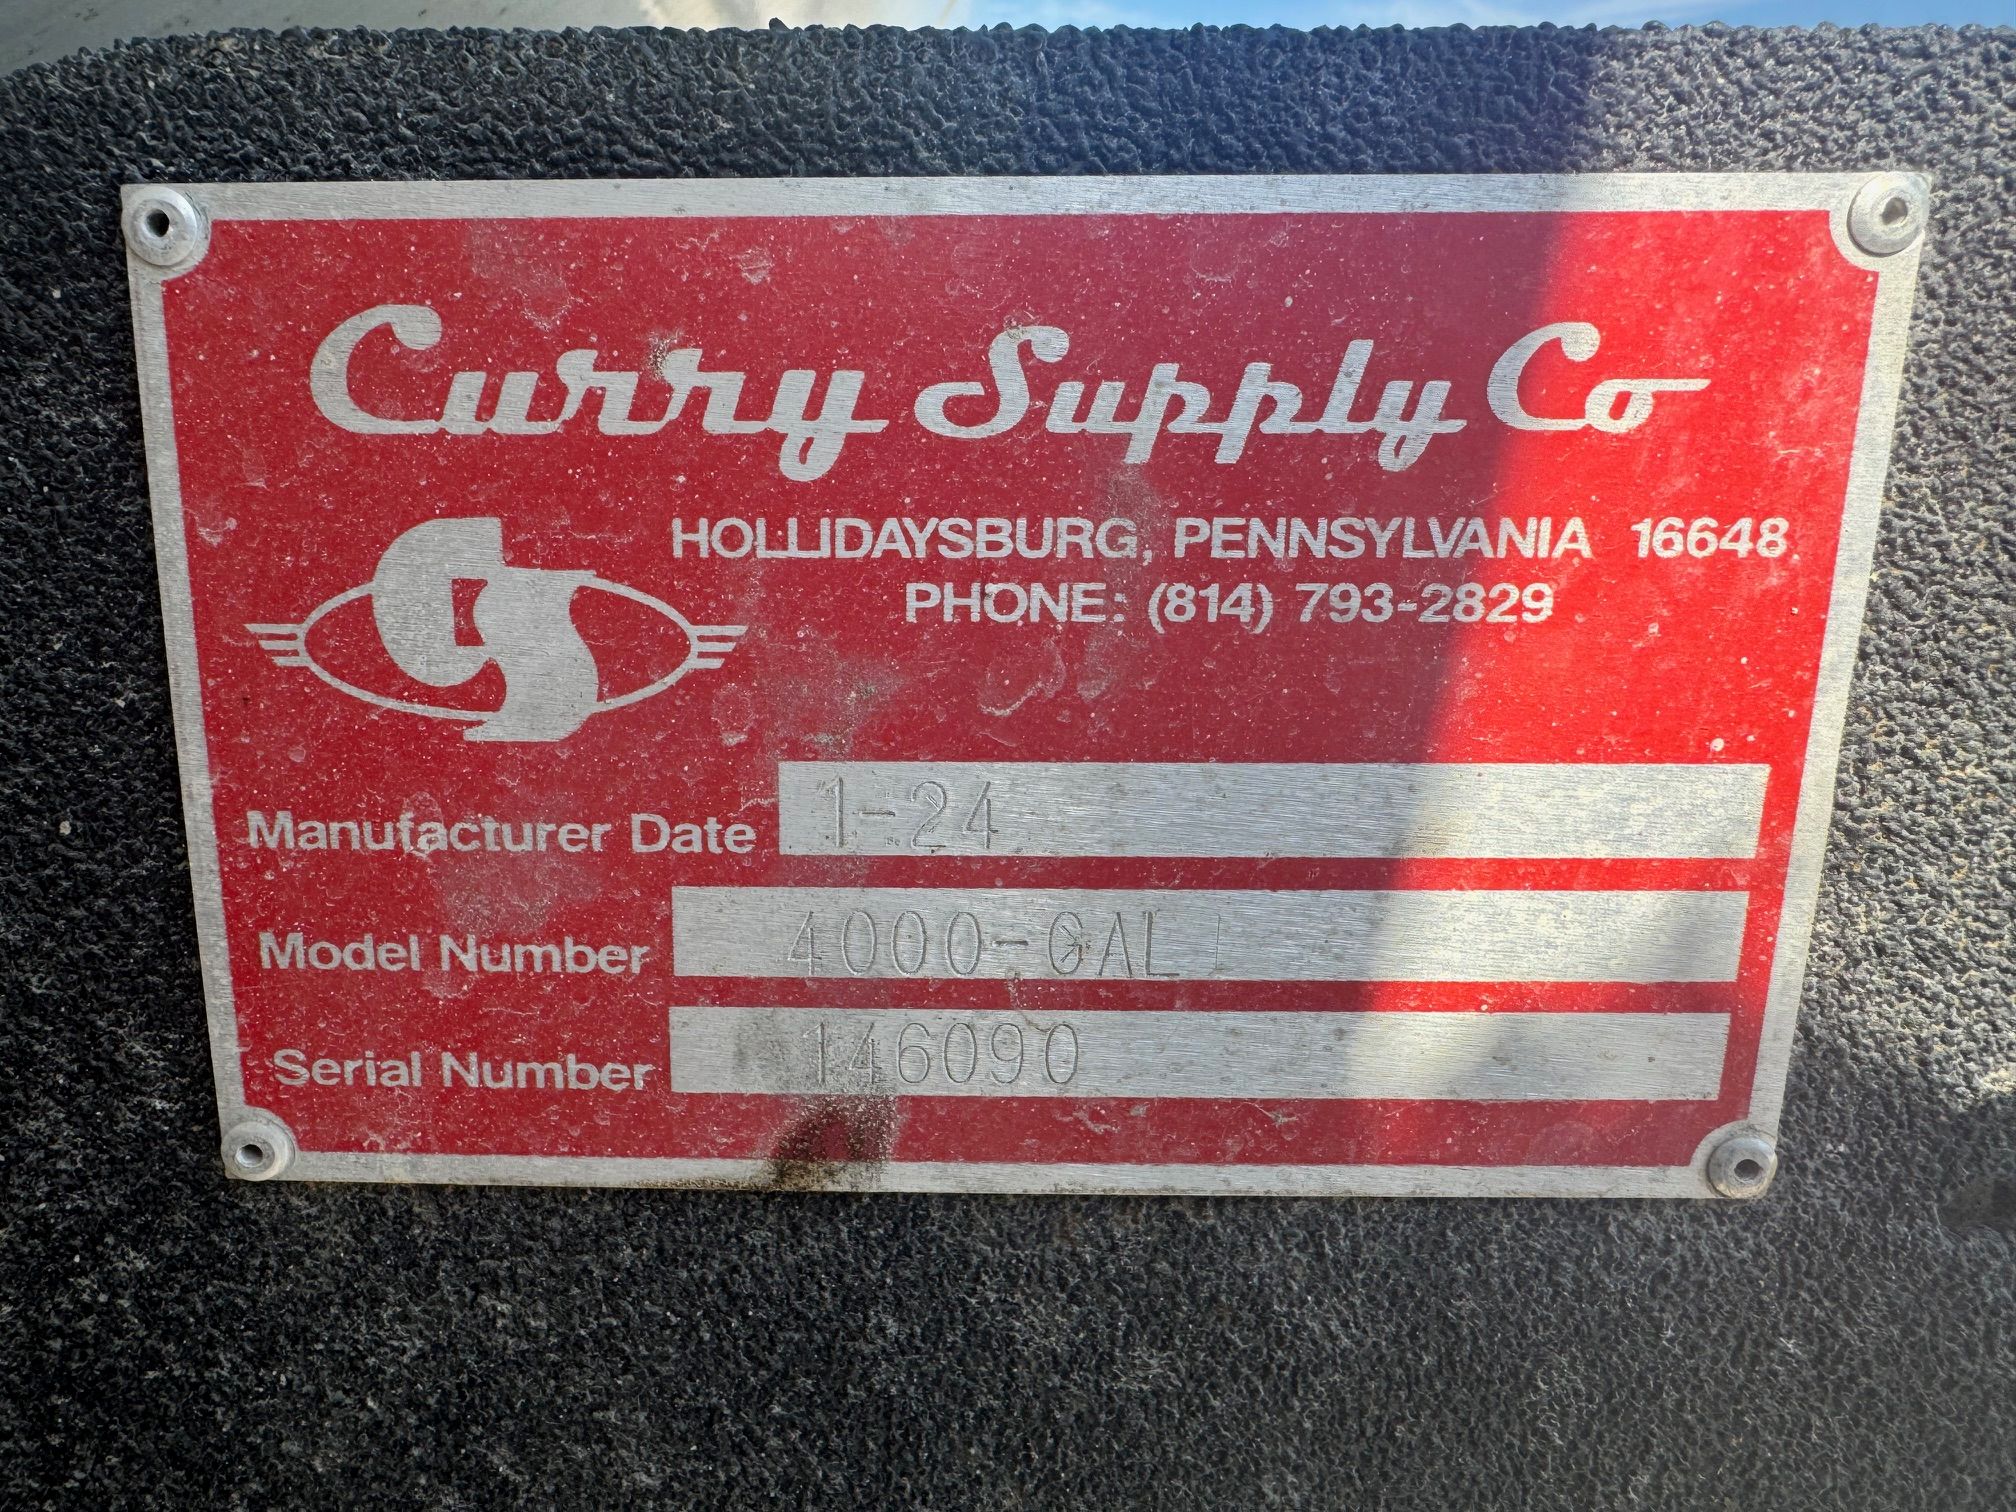 Curry Supply Co
CS
HOLLIDAYSBURG, PENNSYLVANIA 16648
PHONE: (814) 793-2829
Manufacturer Date 1-24
Model Number 4000-GAL
Serial Number 146090